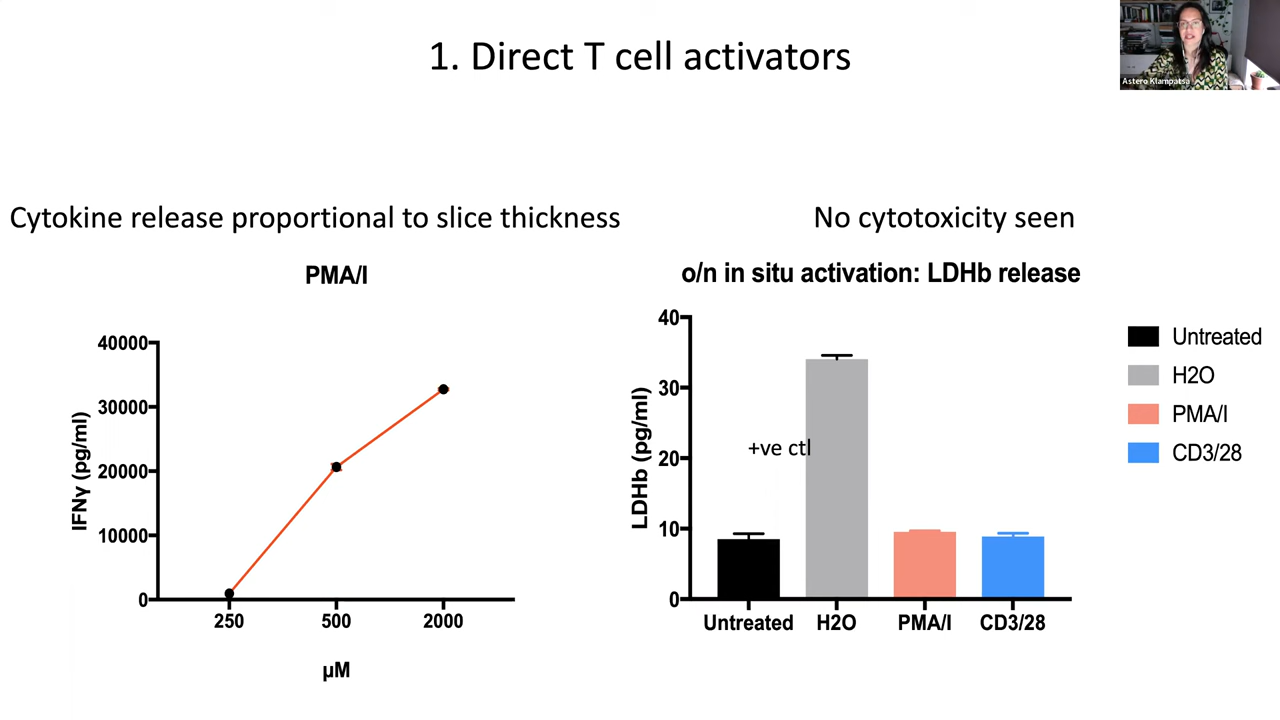 1. Direct T cell activators
Astero Klampatsa
Cytokine release proportional to slice thickness
No cytotoxicity seen
PMA/I
o/n in situ activation: LDHb release
IFNγ (pg/ml)
40000
30000
20000
10000
0
250 500 2000
µM
LDHb (pg/ml)
40
30
20
10
0
+ve ctl
Untreated H2O PMA/I CD3/28
Untreated
H2O
PMA/I
CD3/28